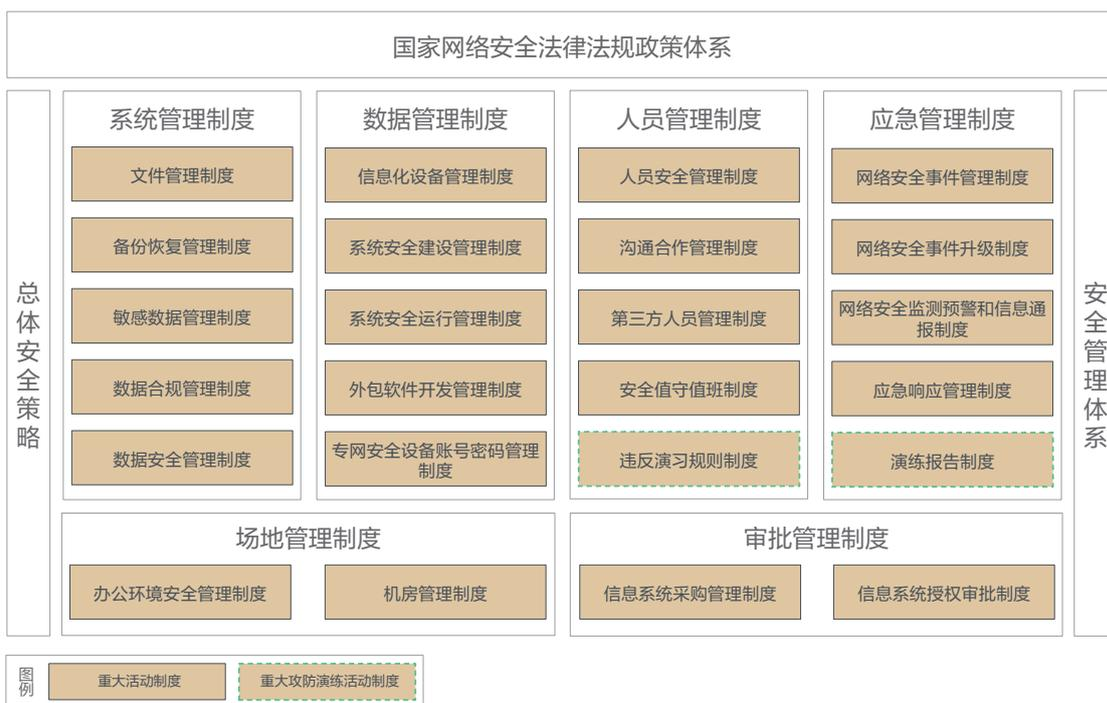 国家网络安全法律法规政策体系
总体安全策略
系统管理制度
文件管理制度
备份恢复管理制度
敏感数据管理制度
数据合规管理制度
数据安全管理制度
数据管理制度
信息化设备管理制度
系统安全建设管理制度
系统安全运行管理制度
外包软件开发管理制度
专网安全设备账号密码管理
制度
人员管理制度
人员安全管理制度
沟通合作管理制度
第三方人员管理制度
安全值守值班制度
违反演习规则制度
应急管理制度
网络安全事件管理制度
网络安全事件升级制度
网络安全监测预警和信息通
报制度
应急响应管理制度
演练报告制度
安全管理体系
场地管理制度
办公环境安全管理制度
机房管理制度
审批管理制度
信息系统采购管理制度
信息系统授权审批制度
图例
重大活动制度
重大攻防演练活动制度